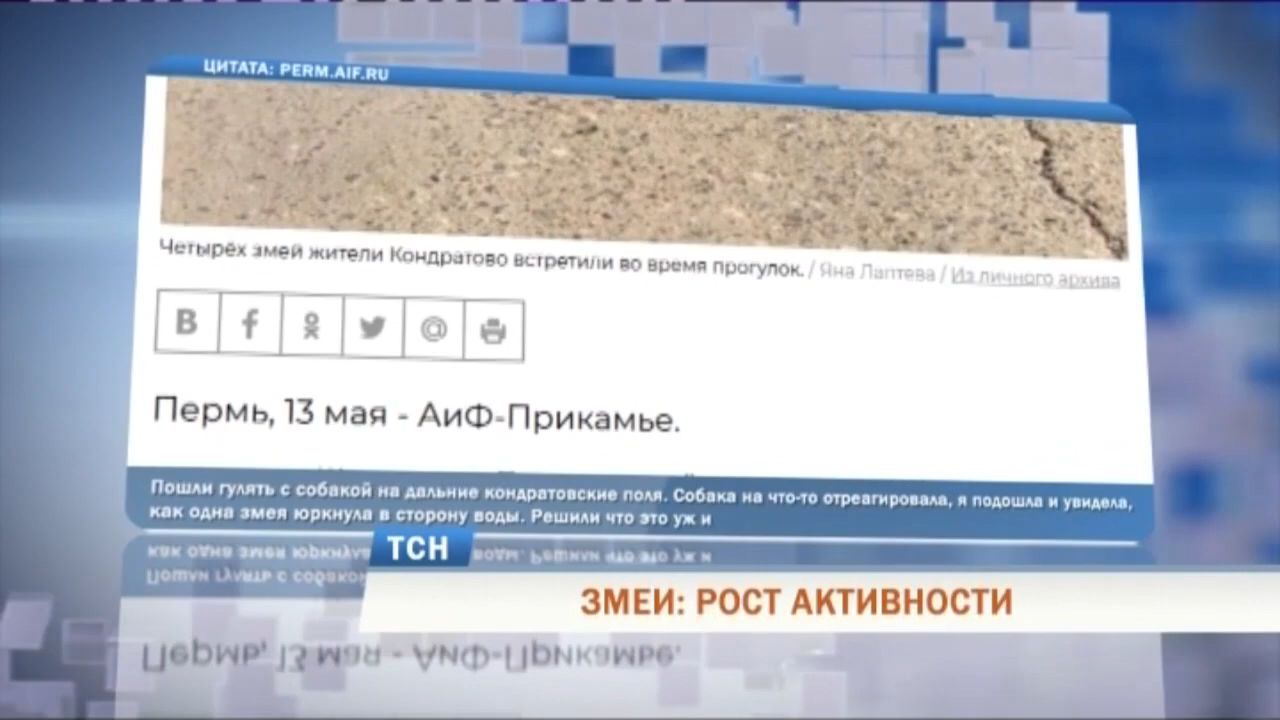 ЦИТАТА: PERM.AIF.RU
Четырёх змей жители Кондратово встретили во время прогулок. / Яна Лаптева / Из личного архива
Пермь, 13 мая - АиФ-Прикамье.
Пошли гулять с собакой на дальние кондратовские поля. Собака на что-то отреагировала, я подошла и увидела,
как одна змея юркнула в сторону воды. Решили что это уж и
ТСН
ЗМЕИ: РОСТ АКТИВНОСТИ